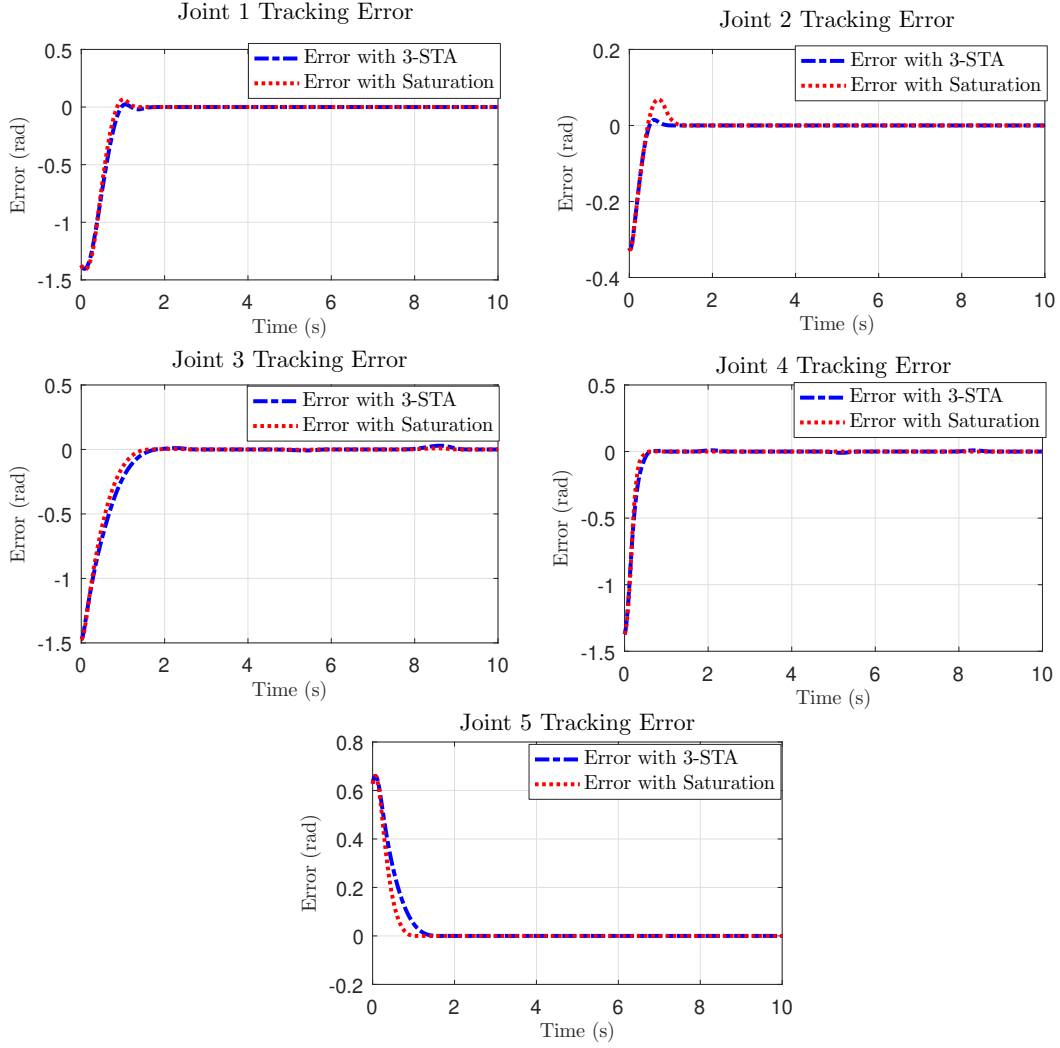 Joint 1 Tracking Error
Error with 3-STA
Error with Saturation
0.5
0
-0.5
-1
-1.5
Error (rad)
0 2 4 6 8 10
Time (s)
Joint 2 Tracking Error
Error with 3-STA
Error with Saturation
0.2
0
-0.2
-0.4
Error (rad)
0 2 4 6 8 10
Time (s)
Joint 3 Tracking Error
Error with 3-STA
Error with Saturation
0.5
0
-0.5
-1
-1.5
Error (rad)
0 2 4 6 8 10
Time (s)
Joint 4 Tracking Error
Error with 3-STA
Error with Saturation
0.5
0
-0.5
-1
-1.5
Error (rad)
0 2 4 6 8 10
Time (s)
Joint 5 Tracking Error
Error with 3-STA
Error with Saturation
0.8
0.6
0.4
0.2
0
-0.2
Error (rad)
0 2 4 6 8 10
Time (s)